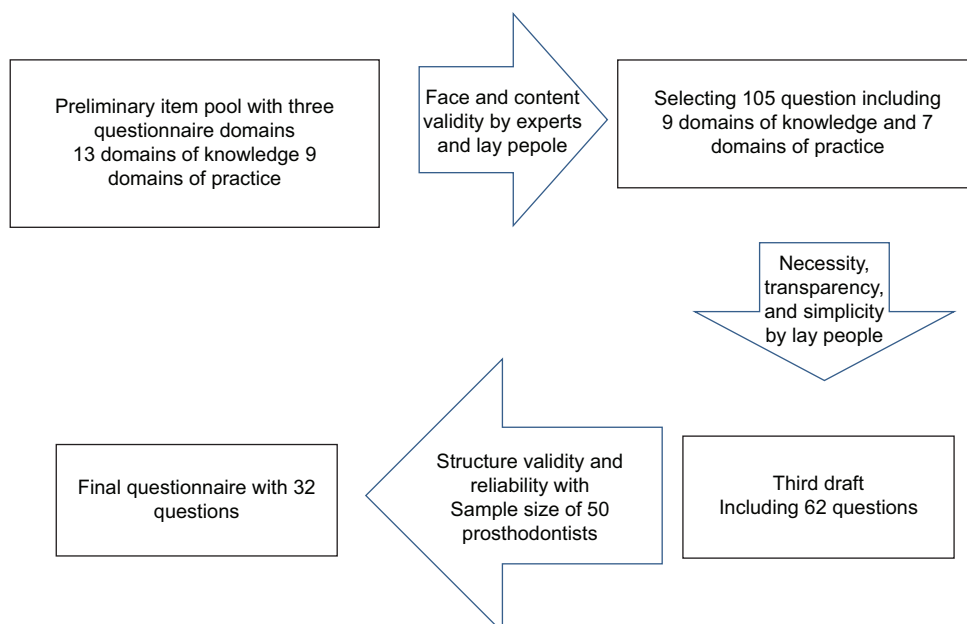 Preliminary item pool with three
questionnaire domains
13 domains of knowledge 9
domains of practice
Face and content
validity by experts
and lay pepole
Selecting 105 question including
9 domains of knowledge and 7
domains of practice
Necessity,
transparency,
and simplicity
by lay people
Third draft
Including 62 questions
Structure validity and
reliability with
Sample size of 50
prosthodontists
Final questionnaire with 32
questions